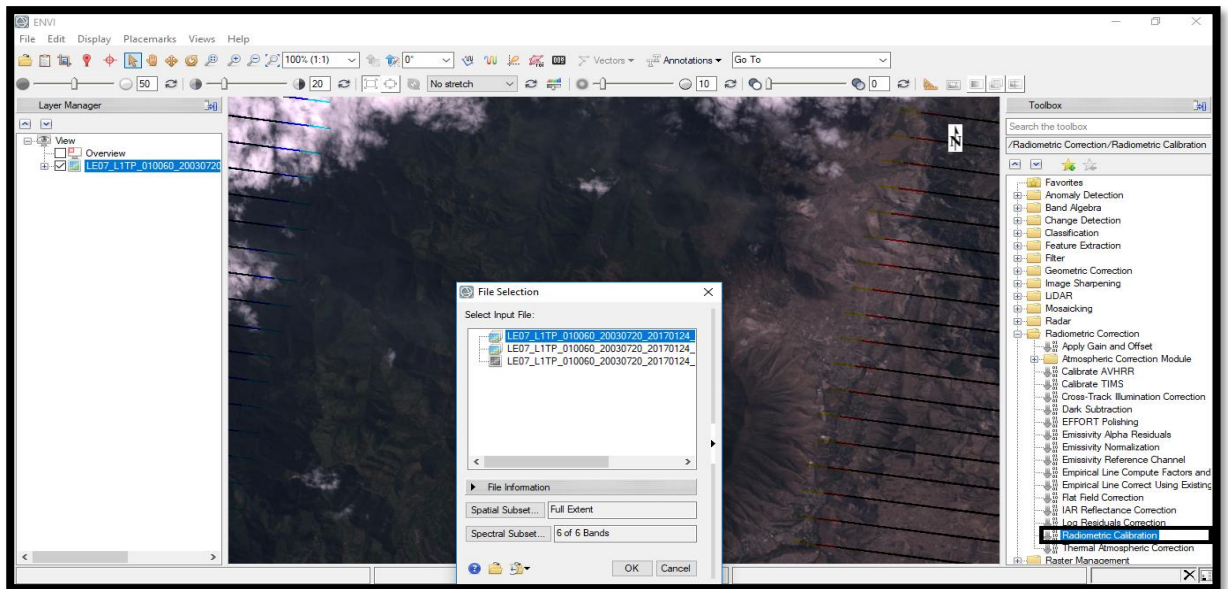 ENVI
File Edit Display Placemarks Views Help
100% (1:1) 0° Vectors Annotations Go To
50 20 No stretch 10 0
Layer Manager
View
Overview
LE07_L1TP_010060_20030720
N
File Selection
Select Input File:
LE07_L1TP_010060_20030720_20170124_
LE07_L1TP_010060_20030720_20170124_
LE07_L1TP_010060_20030720_20170124_
File Information
Spatial Subset... Full Extent
Spectral Subset... 6 of 6 Bands
OK Cancel
Toolbox
Search the toolbox
/Radiometric Correction/Radiometric Calibration
Favorites
Anomaly Detection
Band Algebra
Change Detection
Classification
Feature Extraction
Filter
Geometric Correction
Image Sharpening
LiDAR
Mosaicking
Radar
Radiometric Correction
Apply Gain and Offset
Atmospheric Correction Module
Calibrate AVHRR
Calibrate TIMS
Cross-Track Illumination Correction
Dark Subtraction
EFFORT Polishing
Emissivity Alpha Residuals
Emissivity Normalization
Emissivity Reference Channel
Empirical Line Compute Factors and
Empirical Line Correct Using Existing
Flat Field Correction
IAR Reflectance Correction
Log Residuals Correction
Radiometric Calibration
Thermal Atmospheric Correction
Raster Management